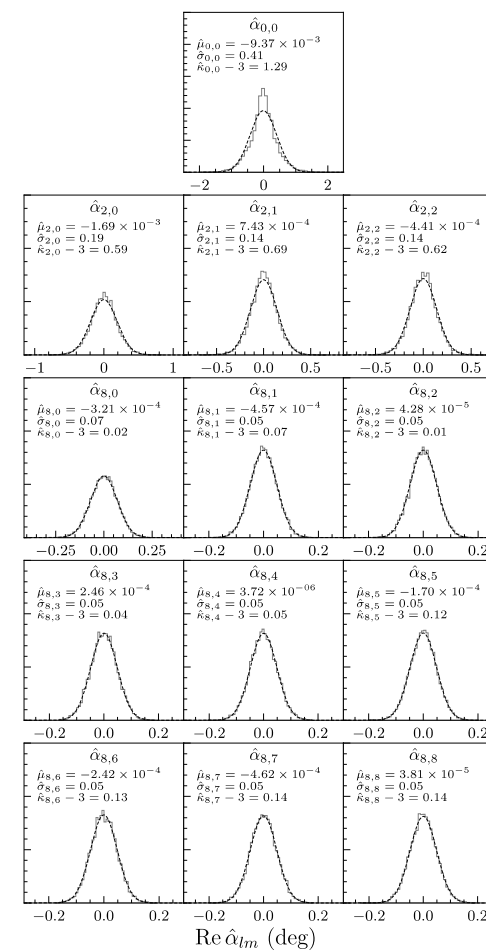 α̂0,0
μ̂0,0 = −9.37 × 10−3
σ̂0,0 = 0.41
κ̂0,0 − 3 = 1.29
−2 0 2
α̂2,0 α̂2,1 α̂2,2
μ̂2,0 = −1.69 × 10−3 μ̂2,1 = 7.43 × 10−4 μ̂2,2 = −4.41 × 10−4
σ̂2,0 = 0.19 σ̂2,1 = 0.14 σ̂2,2 = 0.14
κ̂2,0 − 3 = 0.59 κ̂2,1 − 3 = 0.69 κ̂2,2 − 3 = 0.62
−1 0 1 −0.5 0.0 0.5 −0.5 0.0 0.5
α̂8,0 α̂8,1 α̂8,2
μ̂8,0 = −3.21 × 10−4 μ̂8,1 = −4.57 × 10−4 μ̂8,2 = 4.28 × 10−5
σ̂8,0 = 0.07 σ̂8,1 = 0.05 σ̂8,2 = 0.05
κ̂8,0 − 3 = 0.02 κ̂8,1 − 3 = 0.07 κ̂8,2 − 3 = 0.01
−0.25 0.00 0.25 −0.2 0.0 0.2 −0.2 0.0 0.2
α̂8,3 α̂8,4 α̂8,5
μ̂8,3 = 2.46 × 10−4 μ̂8,4 = 3.72 × 10−06 μ̂8,5 = −1.70 × 10−4
σ̂8,3 = 0.05 σ̂8,4 = 0.05 σ̂8,5 = 0.05
κ̂8,3 − 3 = 0.04 κ̂8,4 − 3 = 0.05 κ̂8,5 − 3 = 0.12
−0.2 0.0 0.2 −0.2 0.0 0.2 −0.2 0.0 0.2
α̂8,6 α̂8,7 α̂8,8
μ̂8,6 = −2.42 × 10−4 μ̂8,7 = −4.62 × 10−4 μ̂8,8 = 3.81 × 10−5
σ̂8,6 = 0.05 σ̂8,7 = 0.05 σ̂8,8 = 0.05
κ̂8,6 − 3 = 0.13 κ̂8,7 − 3 = 0.14 κ̂8,8 − 3 = 0.14
−0.2 0.0 0.2 −0.2 0.0 0.2 −0.2 0.0 0.2
Re α̂lm (deg)